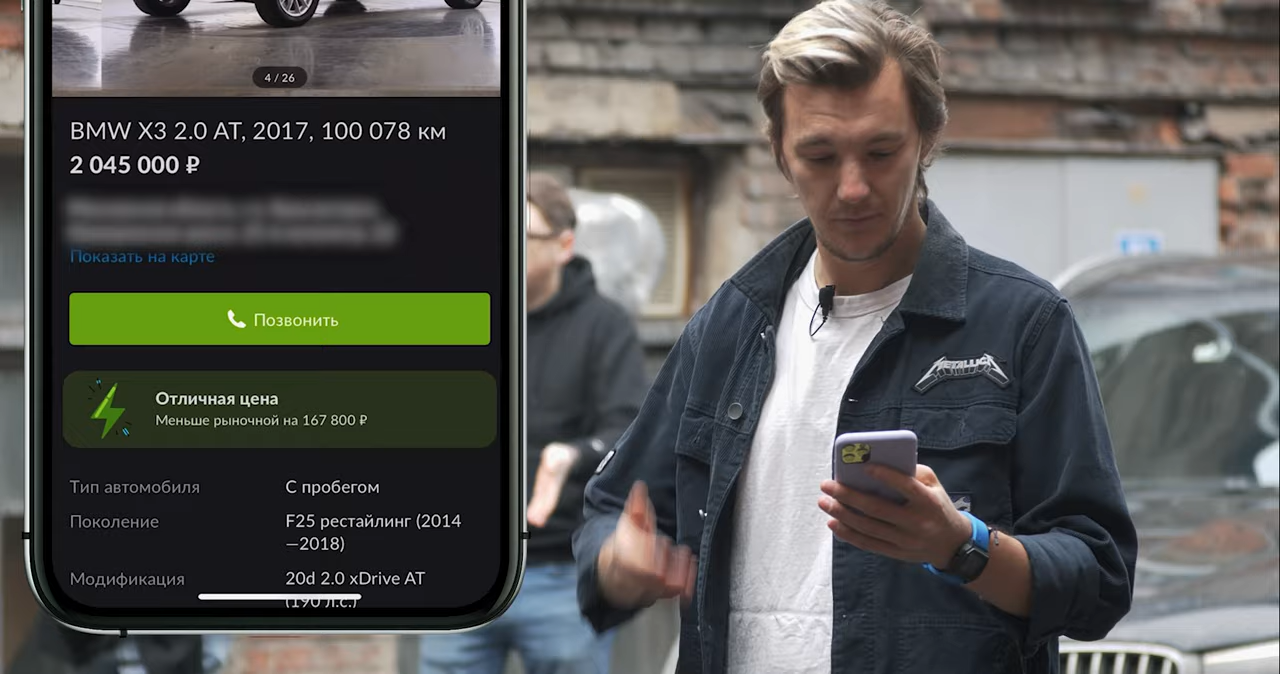 4 / 26
BMW X3 2.0 AT, 2017, 100 078 км
2 045 000 ₽
Показать на карте
Позвонить
Отличная цена
Меньше рыночной на 167 800 ₽
Тип автомобиля
С пробегом
Поколение
F25 рестайлинг (2014
—2018)
Модификация
20d 2.0 xDrive AT
(190 л.с.)
METALLICA